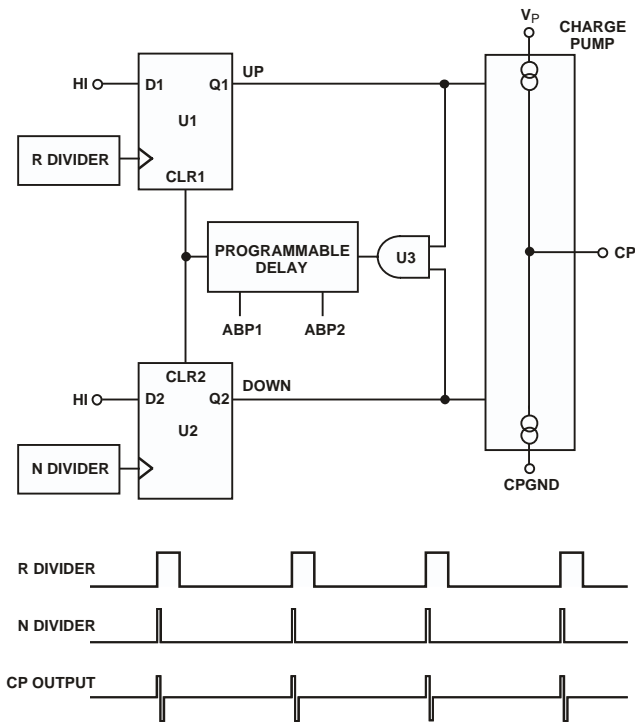 VP
CHARGE
PUMP
HI
D1
Q1
UP
U1
R DIVIDER
CLR1
PROGRAMMABLE
DELAY
U3
CP
ABP1
ABP2
CLR2
HI
D2
Q2
DOWN
U2
N DIVIDER
CPGND
R DIVIDER
N DIVIDER
CP OUTPUT